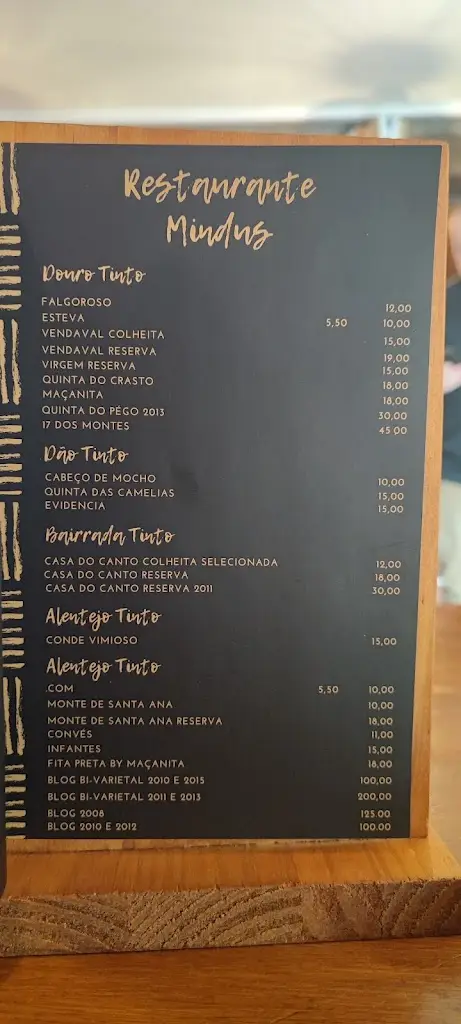 Restaurante
Mindus
Douro Tinto
FALGOROSO 12,00
ESTEVA 5,50 10,00
VENDAVAL COLHEITA 15,00
VENDAVAL RESERVA 19,00
VIRGEM RESERVA 15,00
QUINTA DO CRASTO 18,00
MAÇANITA 18,00
QUINTA DO PÉGO 2013 30,00
17 DOS MONTES 45,00
Dão Tinto
CABEÇO DE MOCHO 10,00
QUINTA DAS CAMELIAS 15,00
EVIDENCIA 15,00
Bairrada Tinto
CASA DO CANTO COLHEITA SELECIONADA 12,00
CASA DO CANTO RESERVA 18,00
CASA DO CANTO RESERVA 2011 30,00
Alentejo Tinto
CONDE VIMIOSO 15,00
Alentejo Tinto
.COM 5,50 10,00
MONTE DE SANTA ANA 10,00
MONTE DE SANTA ANA RESERVA 18,00
CONVÉS 11,00
INFANTES 15,00
FITA PRETA BY MAÇANITA 18,00
BLOG BI-VARIETAL 2010 E 2015 100,00
BLOG BI-VARIETAL 2011 E 2013 200,00
BLOG 2008 125.00
BLOG 2010 E 2012 100.00